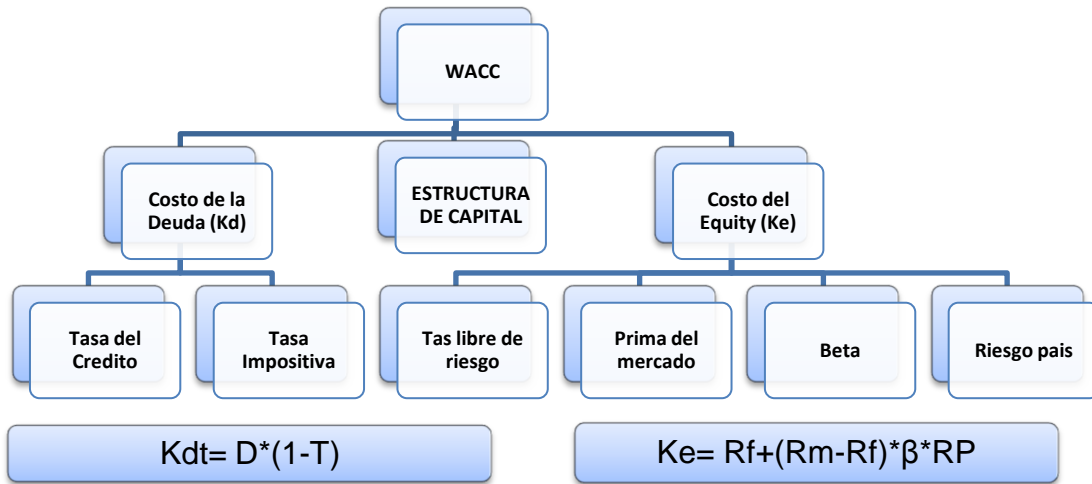 WACC
Costo de la
Deuda (Kd)
ESTRUCTURA
DE CAPITAL
Costo del
Equity (Ke)
Tasa del
Credito
Tasa
Impositiva
Tas libre de
riesgo
Prima del
mercado
Beta
Riesgo pais
Kdt= D*(1-T)
Ke= Rf+(Rm-Rf)*β*RP